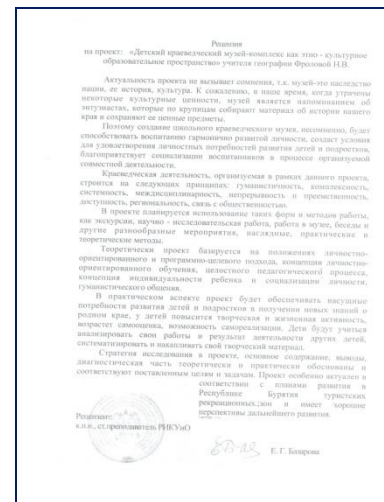 Рецензия
на проект: «Детский краеведческий музей-комплекс как этно - культурное
образовательное пространство» учителя географии Фроловой Н.В.
Актуальность проекта не вызывает сомнения, т.к. музей-это наследство
нации, ее история, культура. К сожалению, в наше время, когда утрачены
некоторые культурные ценности, музей является напоминанием об
энтузиастах, которые по крупицам собирают материал об истории нашего
края и сохраняют ее ценные предметы.
Поэтому создание школьного краеведческого музея, несомненно, будет
способствовать воспитанию гармонично развитой личности, создаст условия
для удовлетворения личностных потребностей развития детей и подростков,
благоприятствует социализации воспитанников в процессе организуемой
совместной деятельности.
Краеведческая деятельность, организуемая в рамках данного проекта,
строится на следующих принципах: гуманистичность, комплексность,
системность, междисциплинарность, непрерывность и преемственность,
доступность, региональность, связь с общественностью.
В проекте планируется использование таких форм и методов работы,
как экскурсии, научно - исследовательская работа, работа в музее, беседы и
другие разнообразные мероприятия, наглядные, практические и
теоретические методы.
Теоретически проект базируется на положениях личностно-
ориентированного и программно-целевого подхода, концепции личностно-
ориентированного обучения, целостного педагогического процесса,
концепции индивидуальности ребенка и социализации личности,
гуманистического общения.
В практическом аспекте проект будет обеспечивать насущные
потребности развития детей и подростков в получении новых знаний о
родном крае, у детей повысится творческая и жизненная активность,
возрастет самооценка, возможность самореализации. Дети будут учиться
анализировать свои работы и результат деятельности других детей,
систематизировать и накапливать свой творческий материал.
Стратегия исследования в проекте, основное содержание, выводы,
диагностическая часть теоретически и практически обоснованы и
соответствуют поставленным целям и задачам. Проект особенно актуален в
соответствии с планами развития в
Республике Бурятия туристских
рекреационных зон и имеет хорошие
перспективы дальнейшего развития.
Рецензент:
к.п.н., ст.преподаватель РИКУиО
Е. Г. Базарова